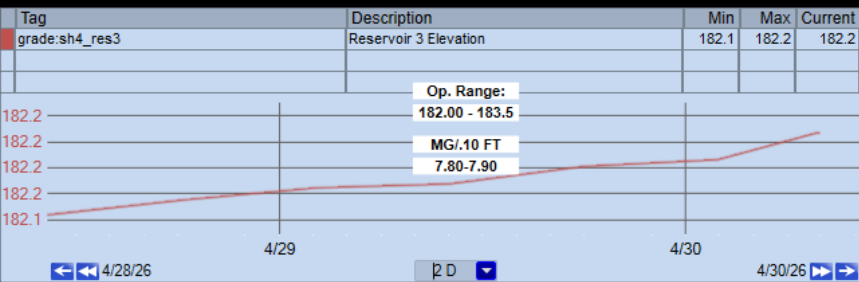 Tag Description Min Max Current
grade:sh4_res3 Reservoir 3 Elevation 182.1 182.2 182.2
Op. Range:
182.00 - 183.5
MG/.10 FT
7.80-7.90
182.2
182.2
182.2
182.2
182.1
4/29 4/30
4/28/26 2 D 4/30/26